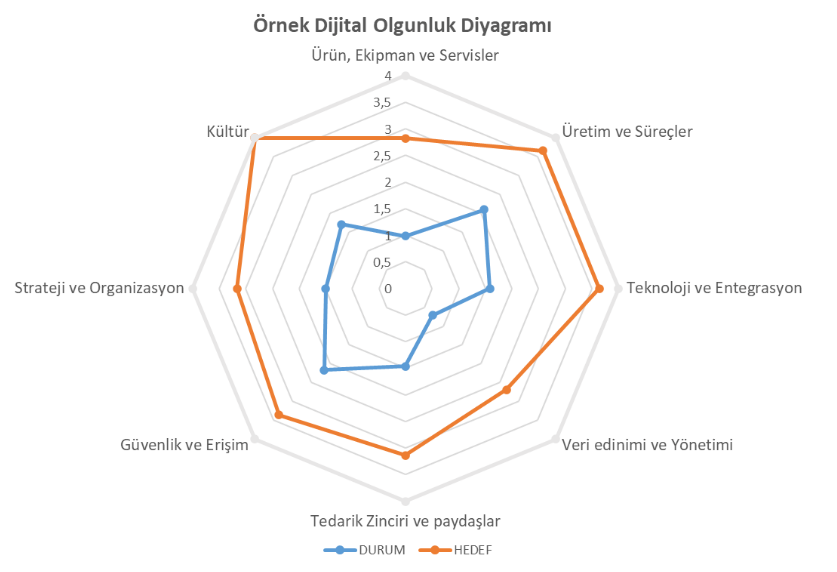 Örnek Dijital Olgunluk Diyagramı
Ürün, Ekipman ve Servisler
4
3,5
Kültür
3
Üretim ve Süreçler
2,5
2
1,5
1
0,5
Strateji ve Organizasyon
0
Teknoloji ve Entegrasyon
Güvenlik ve Erişim
Veri edinimi ve Yönetimi
Tedarik Zinciri ve paydaşlar
DURUM
HEDEF